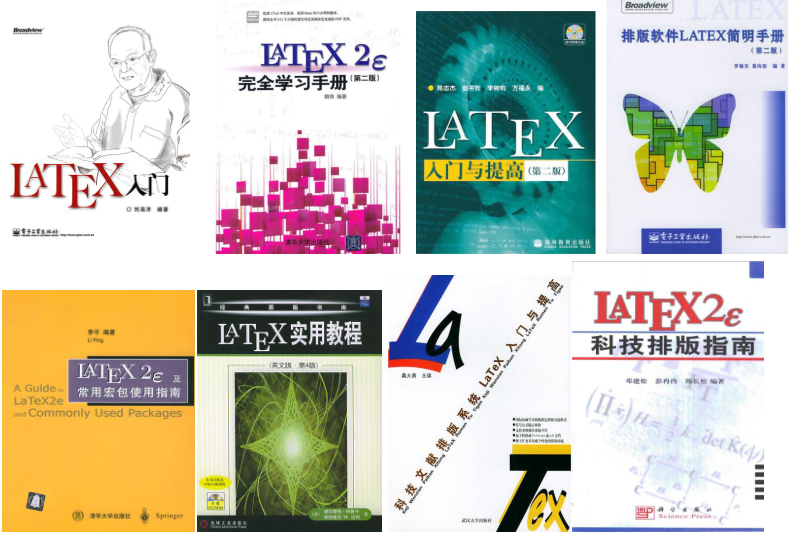 Broadview
LATEX入门
刘海洋 编著
电子工业出版社
LATEX 2ε
完全学习手册(第二版)
胡伟 编著
清华大学出版社
陈志杰 赵书钦 李树钧 万福永 编
LATEX
入门与提高(第二版)
高等教育出版社
Broadview
LATEX
排版软件LATEX简明手册
(第二版)
罗振东 葛向阳 编著
电子工业出版社
http://www.phei.com.cn
李平 编著
Li Ping
LATEX 2ε 及
常用宏包使用指南
A Guide to
LaTeX2e
and Commonly Used Packages
清华大学出版社
Springer
经典原版书库
LATEX实用教程
(英文版·第4版)
机械工业出版社
La
科技文献排版系统 LaTeX 入门与提高
桑大勇 王瑛
武汉大学出版社
Tex
LATEX2ε
科技排版指南
邓建松 彭冉冉 陈长松 编著
科学出版社
Science Press